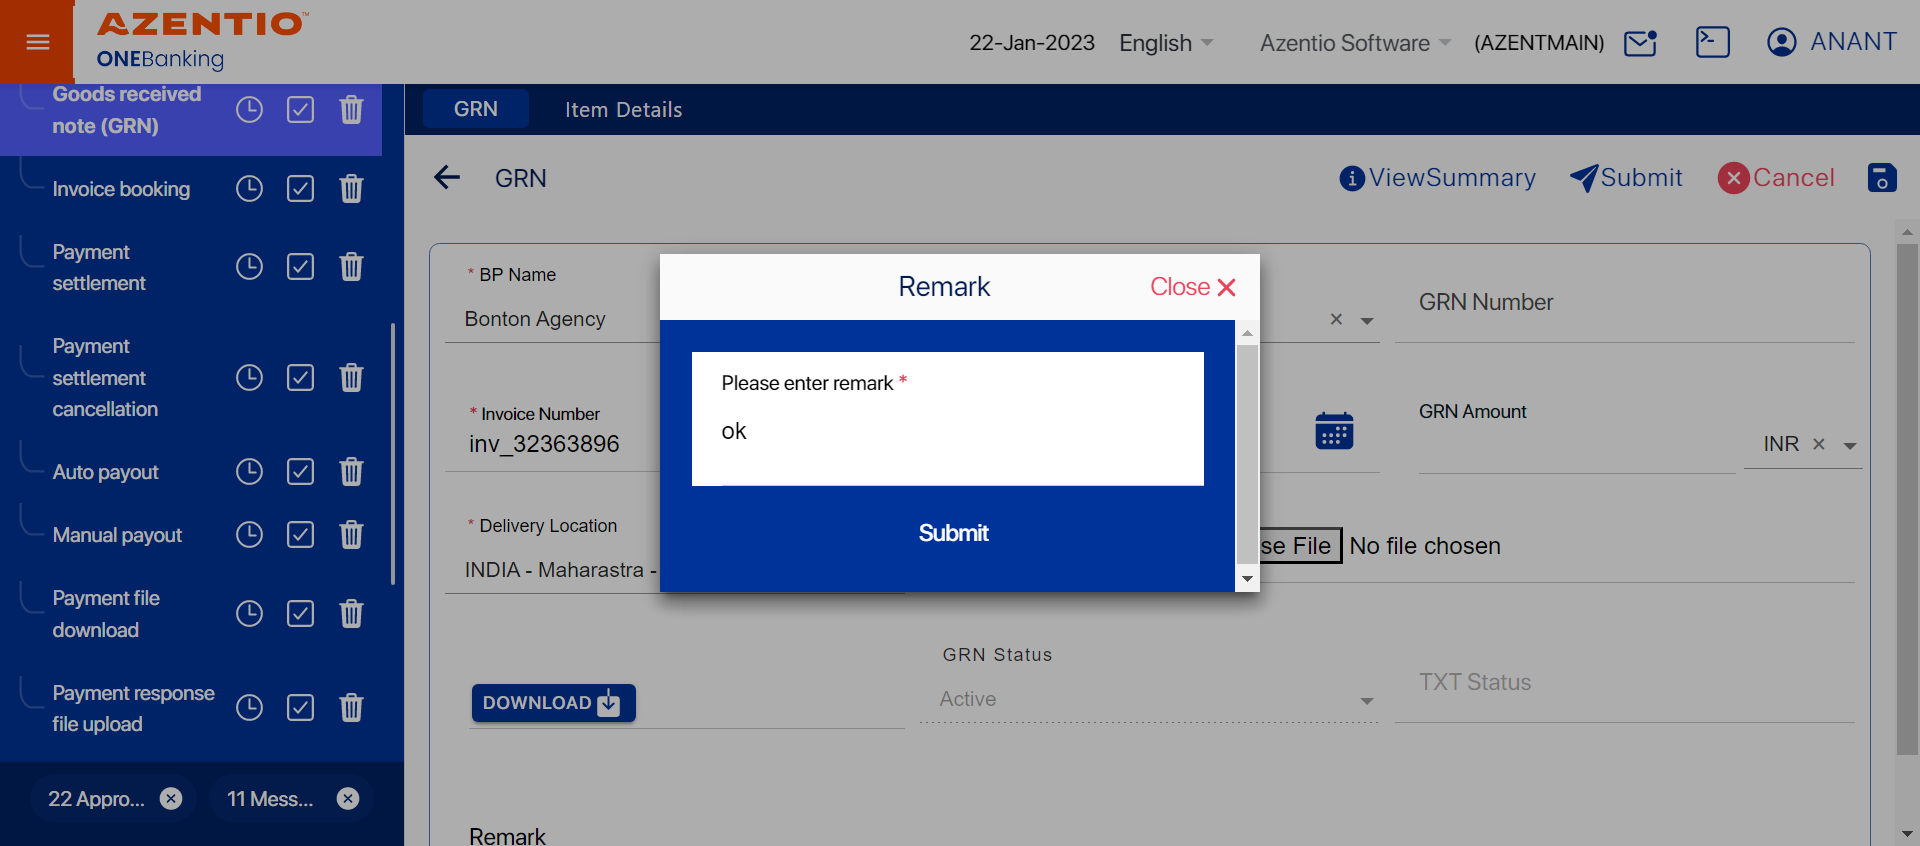 AZENTIO™
ONEBanking
22-Jan-2023
English
Azentio Software
(AZENTMAIN)
ANANT
Goods received
note (GRN)
Invoice booking
Payment
settlement
Payment
settlement
cancellation
Auto payout
Manual payout
Payment file
download
Payment response
file upload
22 Appro...
11 Mess...
GRN
Item Details
GRN
ViewSummary
Submit
Cancel
* BP Name
Bonton Agency
GRN Number
* Invoice Number
inv_32363896
GRN Amount
INR
* Delivery Location
INDIA - Maharastra -
se File
No file chosen
DOWNLOAD
GRN Status
Active
TXT Status
Remark
Remark
Close
Please enter remark *
ok
Submit